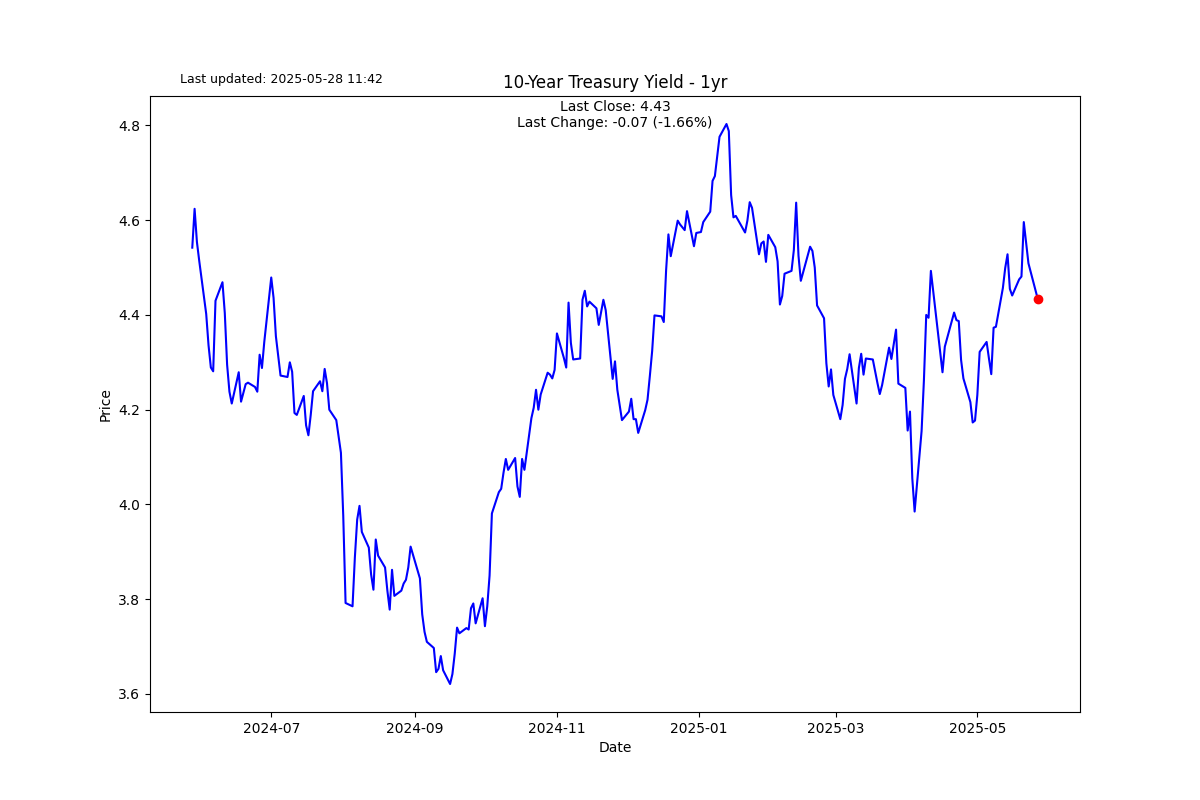 Last updated: 2025-05-28 11:42
10-Year Treasury Yield - 1yr
Last Close: 4.43
Last Change: -0.07 (-1.66%)
4.8
4.6
4.4
4.2
4.0
3.8
3.6
Price
2024-07
2024-09
2024-11
2025-01
2025-03
2025-05
Date